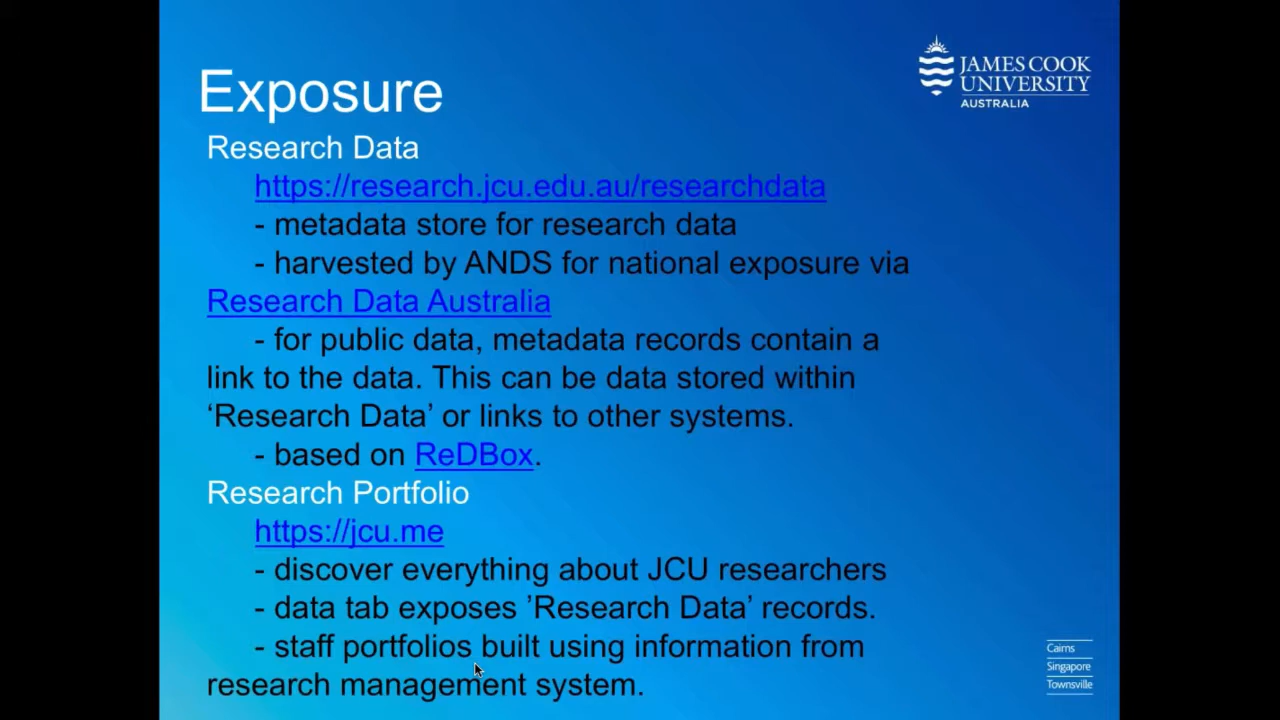 JAMES COOK
UNIVERSITY
AUSTRALIA
Exposure
Research Data
https://research.jcu.edu.au/researchdata
- metadata store for research data
- harvested by ANDS for national exposure via
Research Data Australia
- for public data, metadata records contain a
link to the data. This can be data stored within
‘Research Data’ or links to other systems.
- based on ReDBox.
Research Portfolio
https://jcu.me
- discover everything about JCU researchers
- data tab exposes ’Research Data’ records.
- staff portfolios built using information from
research management system.
Cairns
Singapore
Townsville